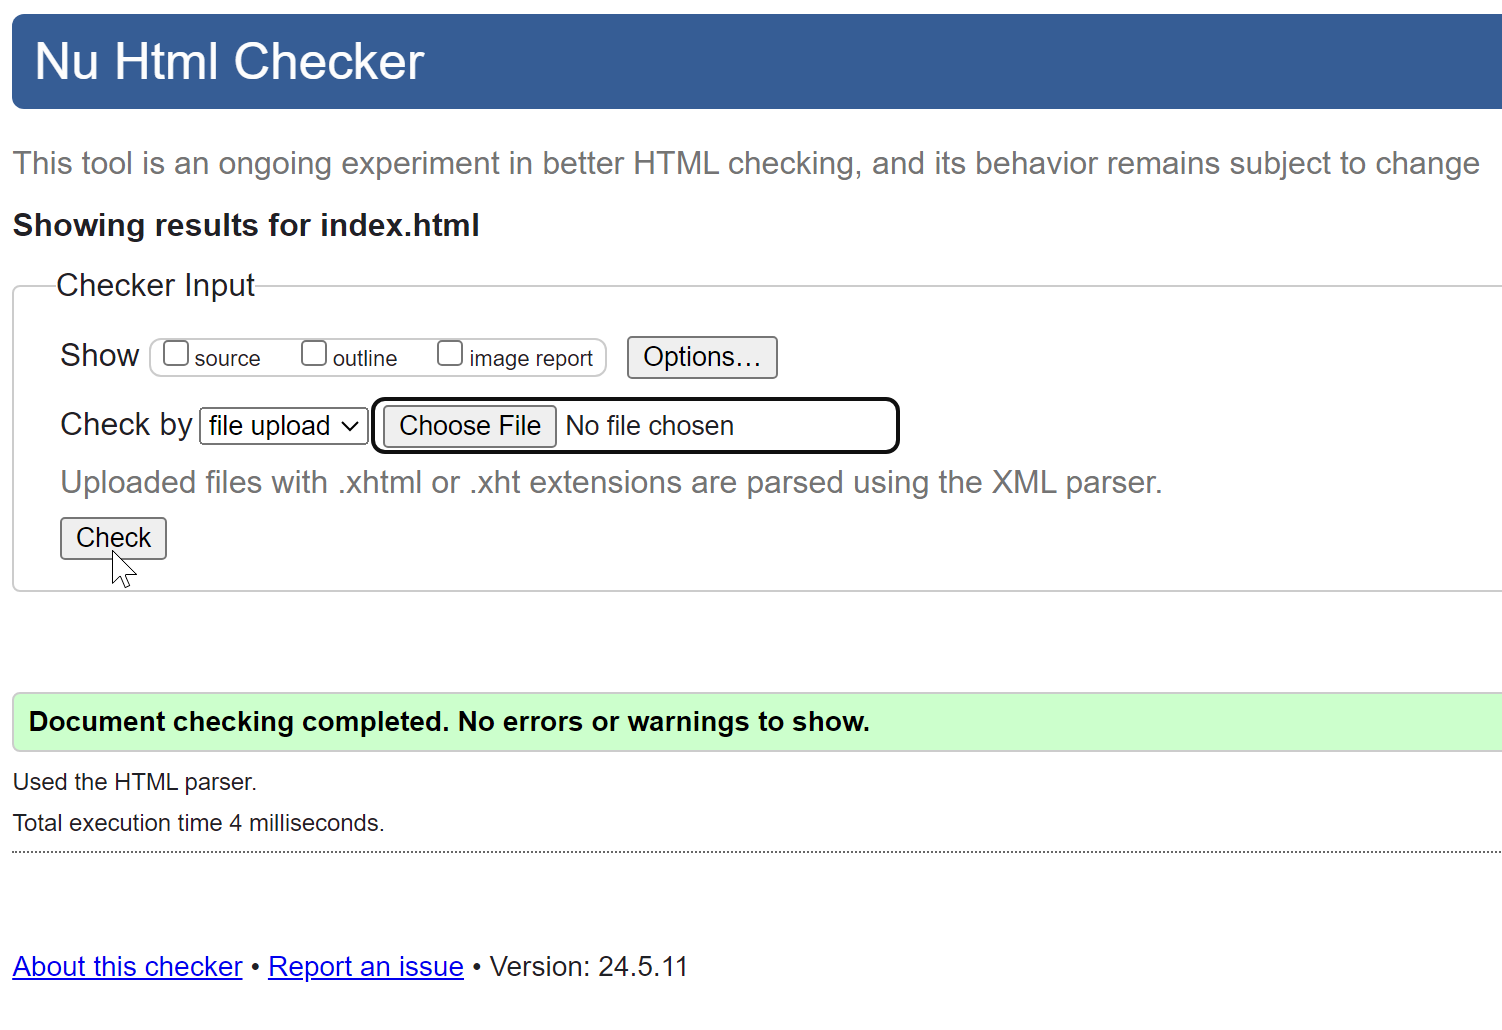 Nu Html Checker
This tool is an ongoing experiment in better HTML checking, and its behavior remains subject to change
Showing results for index.html
Checker Input
Show source outline image report Options...
Check by file upload Choose File No file chosen
Uploaded files with .xhtml or .xht extensions are parsed using the XML parser.
Check
Document checking completed. No errors or warnings to show.
Used the HTML parser.
Total execution time 4 milliseconds.
About this checker • Report an issue • Version: 24.5.11